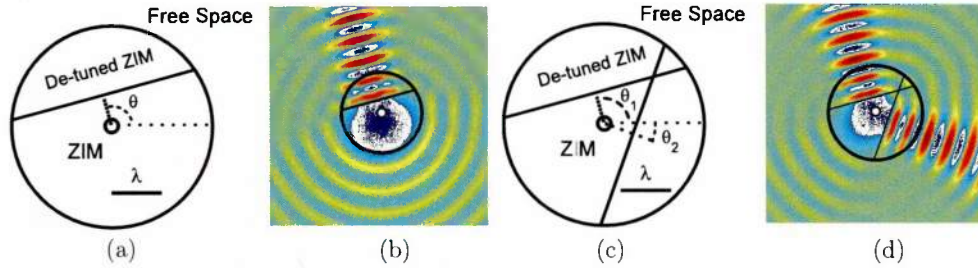 Free Space
De-tuned ZIM
θ
ZIM
λ
(a)
(b)
Free Space
De-tuned ZIM
θ1
θ2
ZIM
λ
(c)
(d)